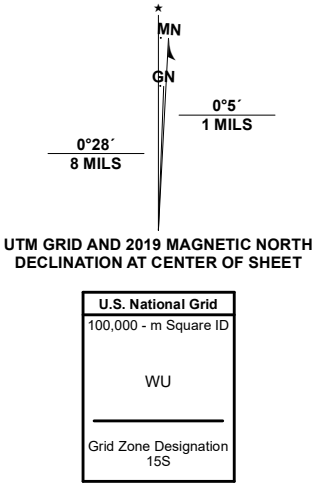 ★
MN
GN
0°5´
1 MILS
0°28´
8 MILS
UTM GRID AND 2019 MAGNETIC NORTH
DECLINATION AT CENTER OF SHEET
U.S. National Grid
100,000 - m Square ID
WU
Grid Zone Designation
15S